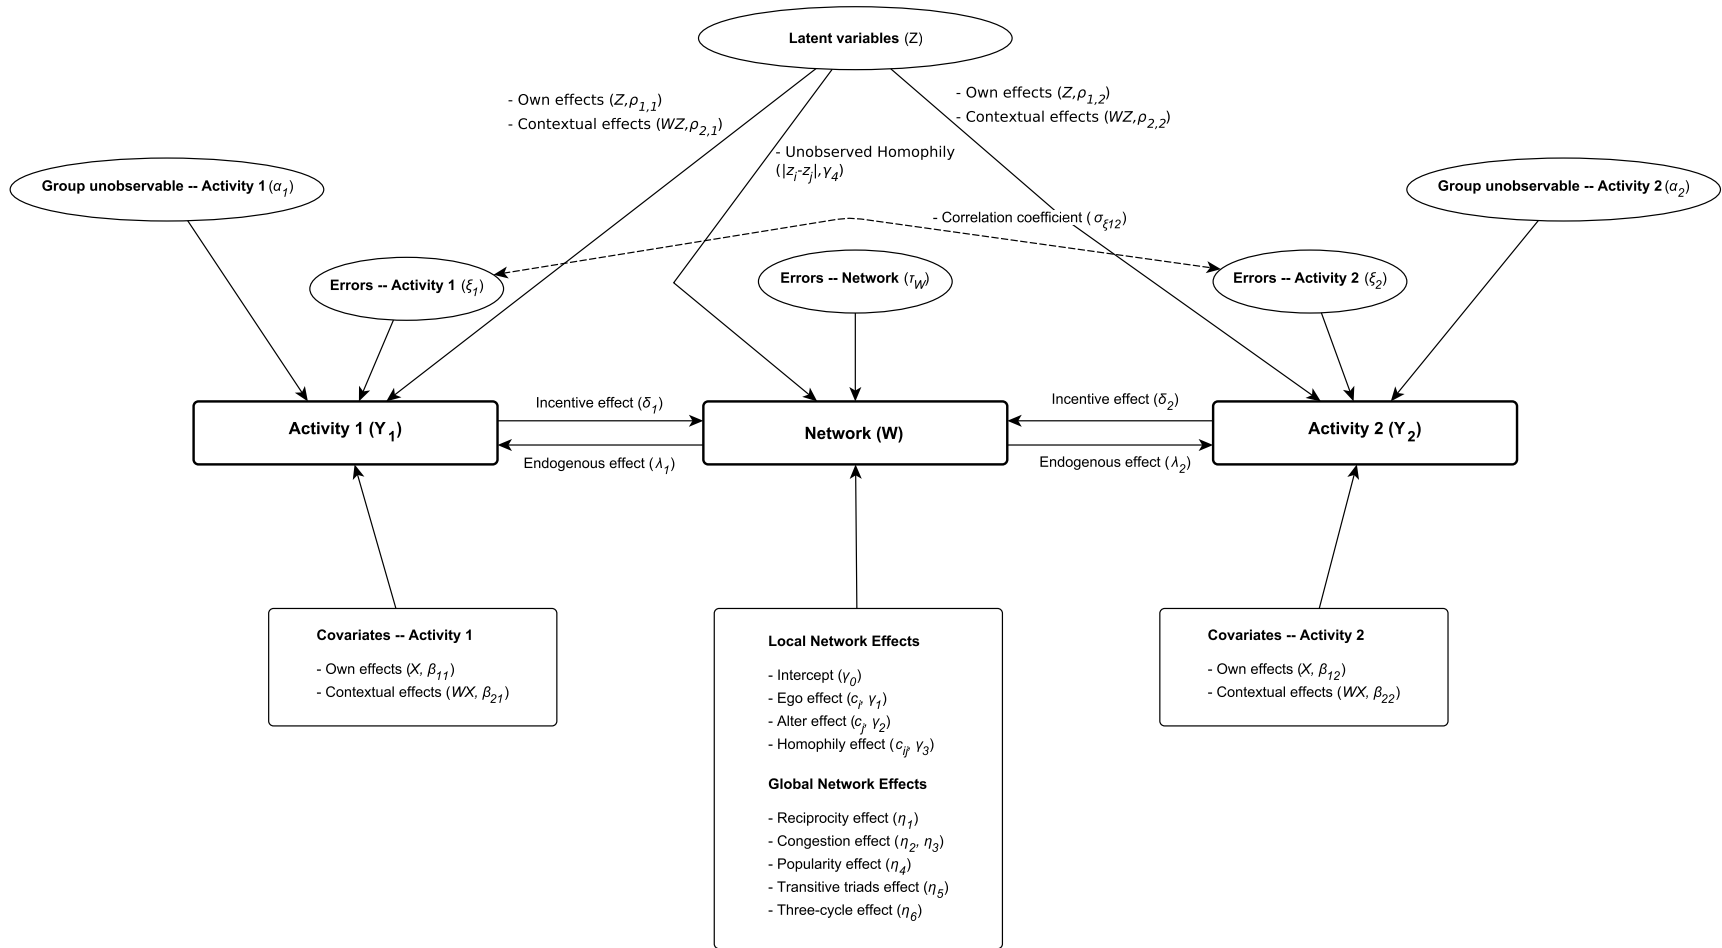 Latent variables (Z)
- Own effects (Z,ρ1,1)
- Contextual effects (WZ,ρ2,1)
- Own effects (Z,ρ1,2)
- Contextual effects (WZ,ρ2,2)
- Unobserved Homophily
(|zi-zj|,γ4)
Group unobservable -- Activity 1 (α1)
Group unobservable -- Activity 2 (α2)
- Correlation coefficient (σξ12)
Errors -- Activity 1 (ξ1)
Errors -- Network (τW)
Errors -- Activity 2 (ξ2)
Incentive effect (δ1)
Incentive effect (δ2)
Activity 1 (Y1)
Network (W)
Activity 2 (Y2)
Endogenous effect (λ1)
Endogenous effect (λ2)
Covariates -- Activity 1
- Own effects (X, β11)
- Contextual effects (WX, β21)
Local Network Effects
- Intercept (γ0)
- Ego effect (ci, γ1)
- Alter effect (cj, γ2)
- Homophily effect (cij, γ3)
Global Network Effects
- Reciprocity effect (η1)
- Congestion effect (η2, η3)
- Popularity effect (η4)
- Transitive triads effect (η5)
- Three-cycle effect (η6)
Covariates -- Activity 2
- Own effects (X, β12)
- Contextual effects (WX, β22)